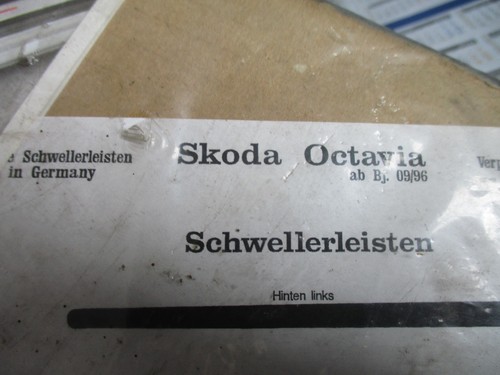 Schwellerleisten
in Germany
Skoda Octavia
ab Bj. 09/96
Schwellerleisten
Hinten links